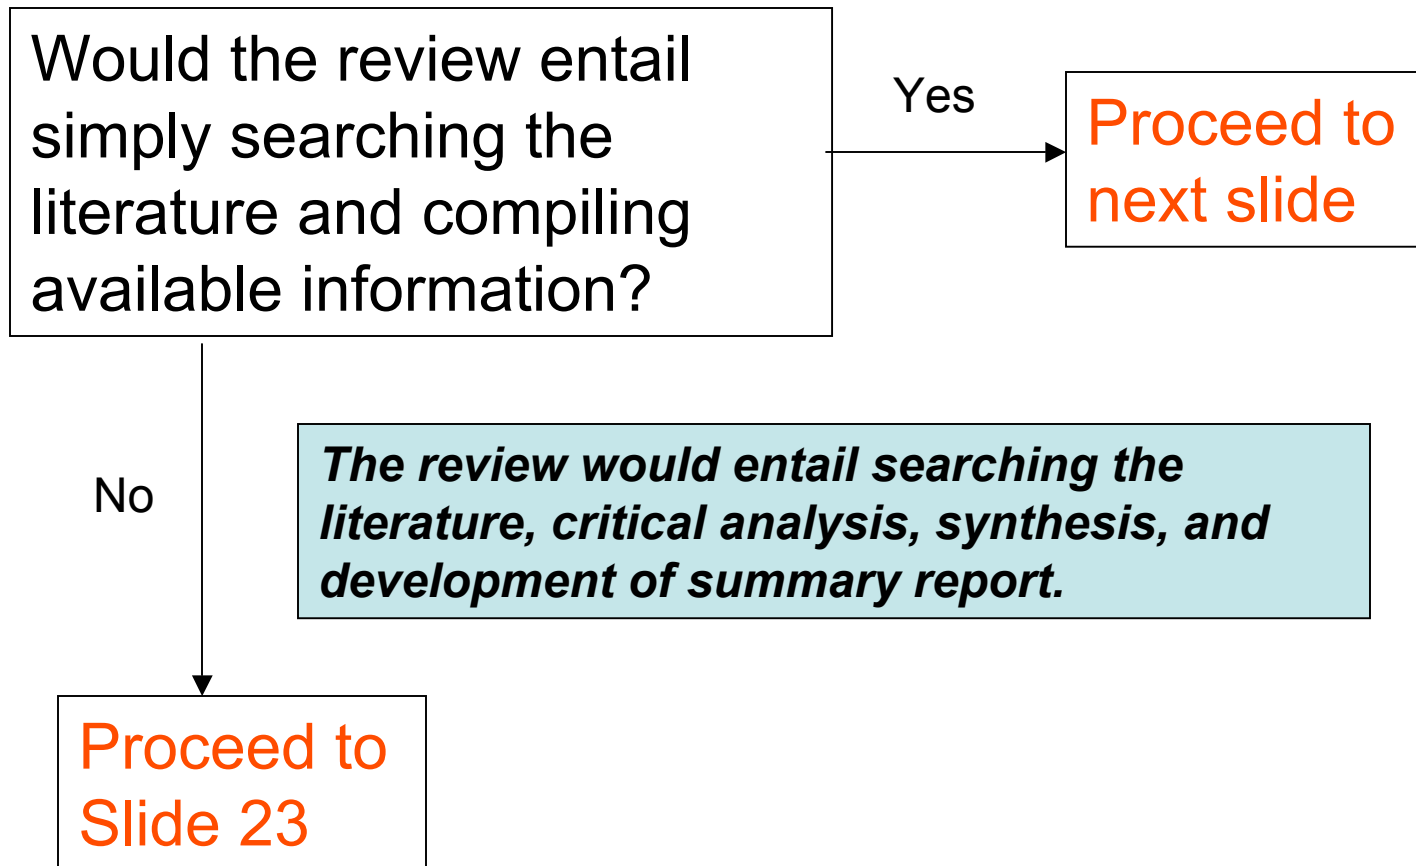 Would the review entail
simply searching the
literature and compiling
available information?
Yes
Proceed to
next slide
No
The review would entail searching the
literature, critical analysis, synthesis, and
development of summary report.
Proceed to
Slide 23